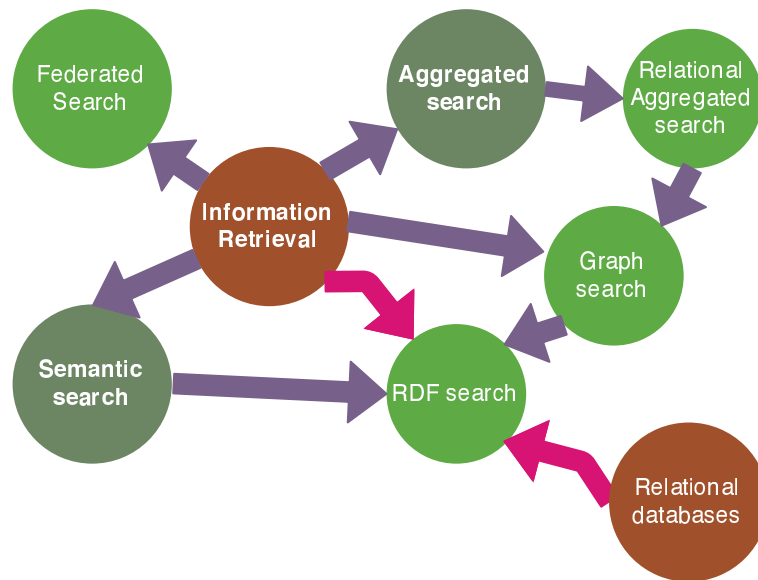 Federated
Search
Aggregated
search
Relational
Aggregated
search
Information
Retrieval
Graph
search
Semantic
search
RDF search
Relational
databases